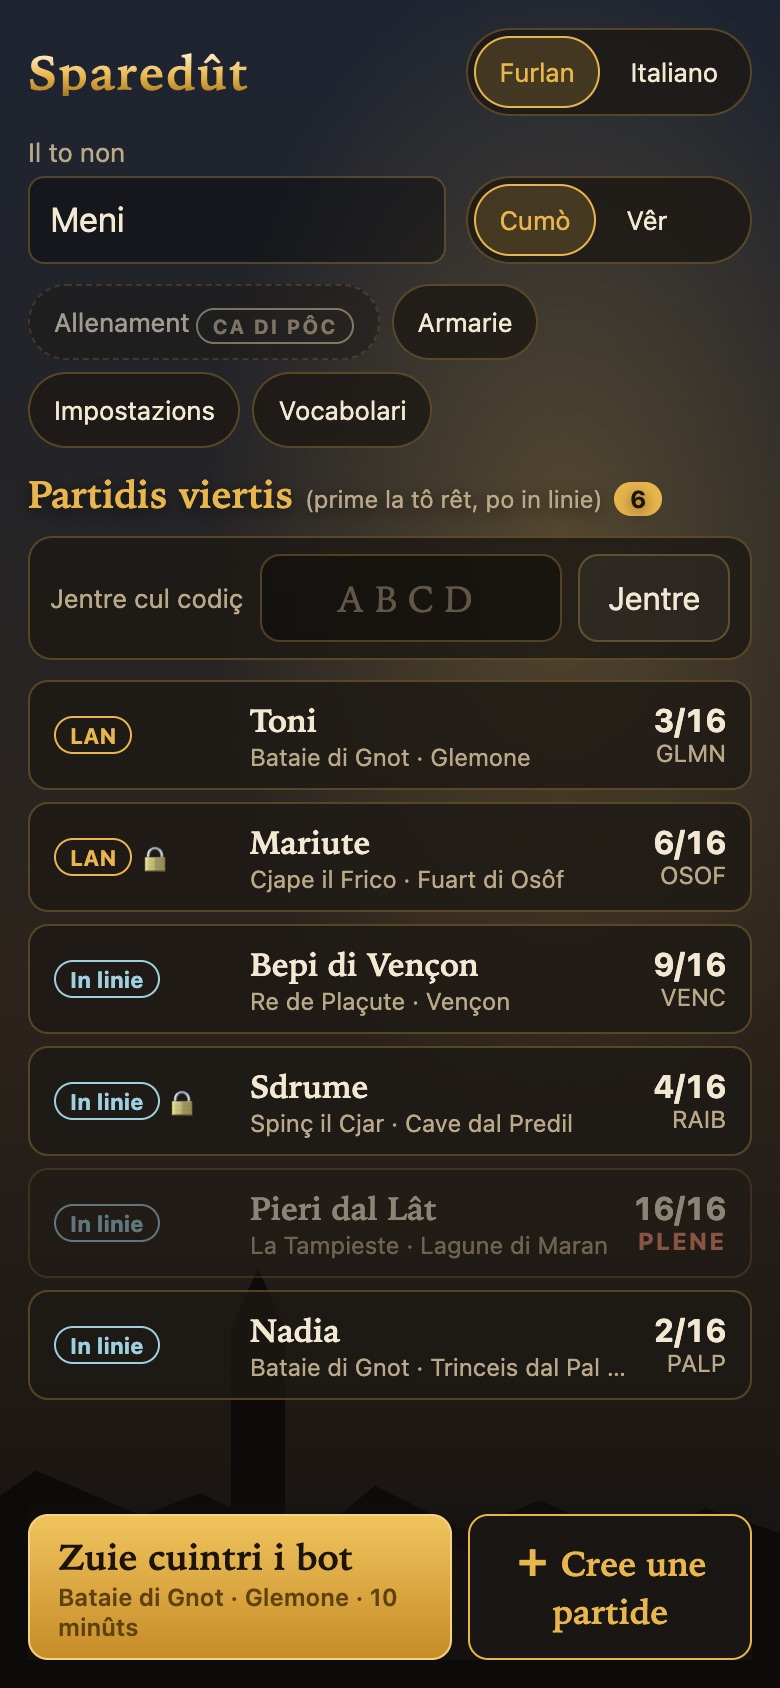 Sparedût
Furlan Italiano
Il to non
Meni
Cumò Vêr
Allenament CA DI PÔC Armarie
Impostazions Vocabolari
Partidis viertis (prime la tô rêt, po in linie) 6
Jentre cul codiç ABCD Jentre
LAN Toni 3/16
Bataie di Gnot · Glemone GLMN
LAN Mariute 6/16
Cjape il Frico · Fuart di Osôf OSOF
In linie Bepi di Vençon 9/16
Re de Plaçute · Vençon VENC
In linie Sdrume 4/16
Spinç il Cjar · Cave dal Predil RAIB
In linie Pieri dal Lât 16/16
La Tampieste · Lagune di Maran PLENE
In linie Nadia 2/16
Bataie di Gnot · Trinceis dal Pal ... PALP
Zuie cuintri i bot
Bataie di Gnot · Glemone · 10
minûts
+ Cree une
partide